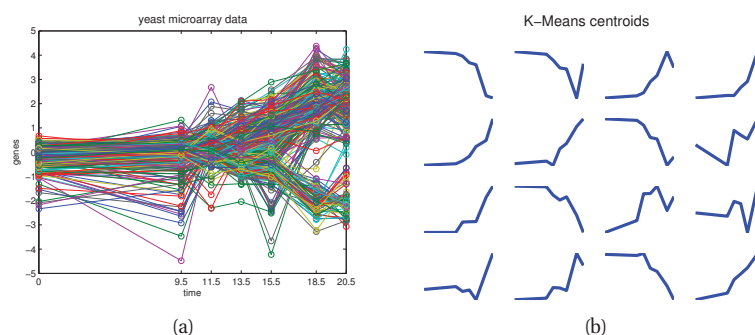 yeast microarray data
5
4
3
2
1
0
−1
−2
−3
−4
−5
genes
0 9.5 11.5 13.5 15.5 18.5 20.5
time
(a)
K−Means centroids
(b)